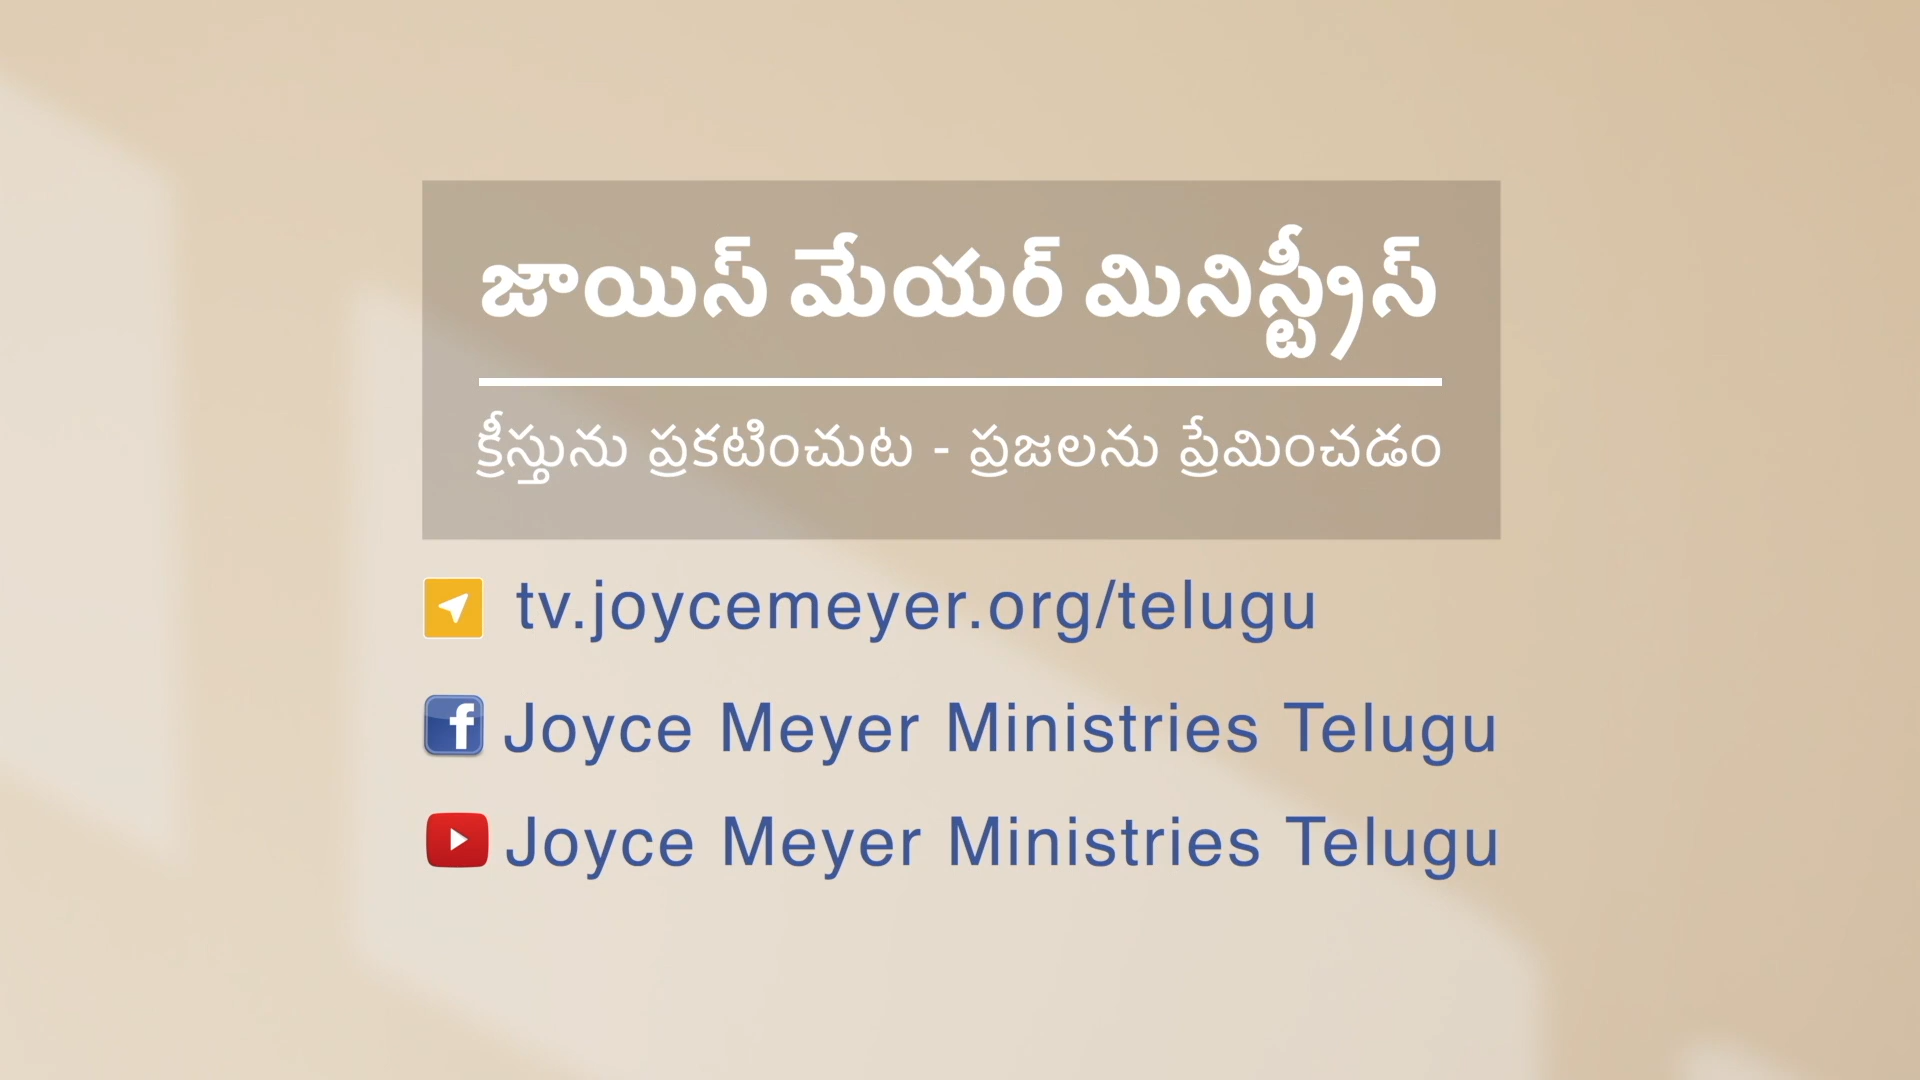 జాయిస్ మేయర్ మినిస్ట్రీస్
క్రీస్తును ప్రకటించుట - ప్రజలను ప్రేమించడం
tv.joycemeyer.org/telugu
Joyce Meyer Ministries Telugu
Joyce Meyer Ministries Telugu